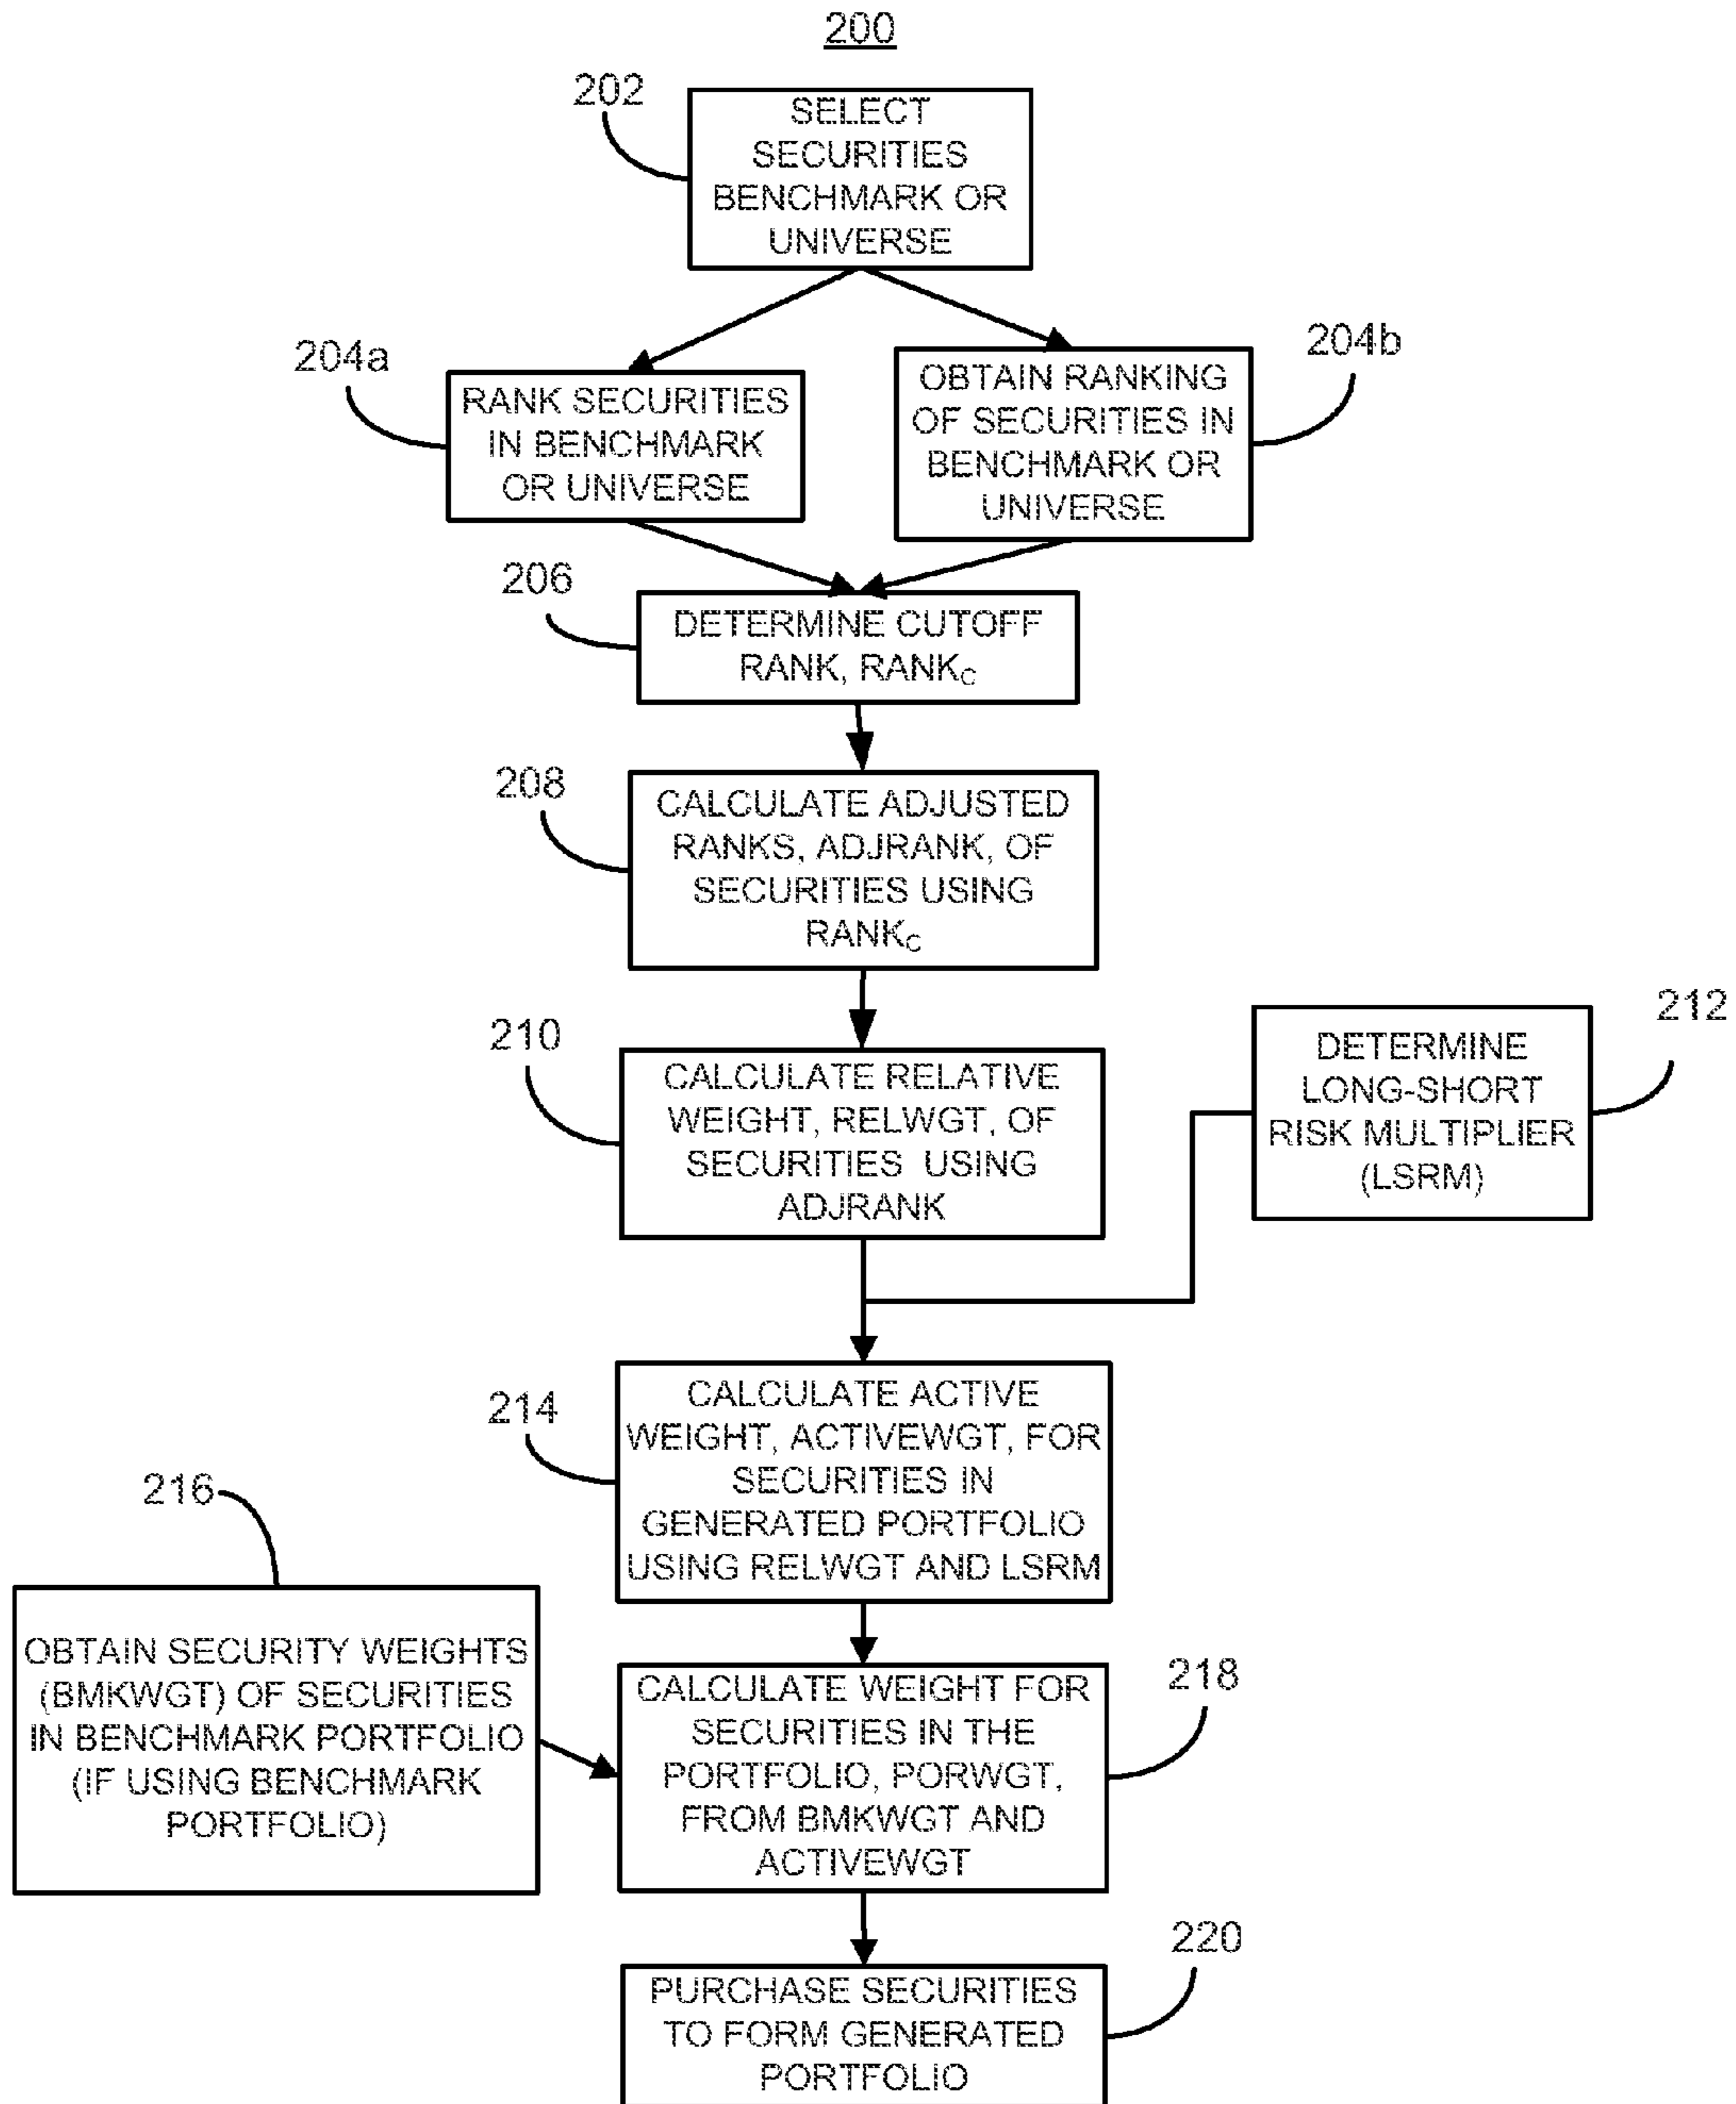 200
202
SELECT
SECURITIES
BENCHMARK OR
UNIVERSE
204a
RANK SECURITIES
IN BENCHMARK
OR UNIVERSE
204b
OBTAIN RANKING
OF SECURITIES IN
BENCHMARK OR
UNIVERSE
206
DETERMINE CUTOFF
RANK, RANKC
208
CALCULATE ADJUSTED
RANKS, ADJRANK, OF
SECURITIES USING
RANKC
210
CALCULATE RELATIVE
WEIGHT, RELWGT, OF
SECURITIES USING
ADJRANK
212
DETERMINE
LONG-SHORT
RISK MULTIPLIER
(LSRM)
214
CALCULATE ACTIVE
WEIGHT, ACTIVEWGT, FOR
SECURITIES IN
GENERATED PORTFOLIO
USING RELWGT AND LSRM
216
OBTAIN SECURITY WEIGHTS
(BMKWGT) OF SECURITIES
IN BENCHMARK PORTFOLIO
(IF USING BENCHMARK
PORTFOLIO)
218
CALCULATE WEIGHT FOR
SECURITIES IN THE
PORTFOLIO, PORWGT,
FROM BMKWGT AND
ACTIVEWGT
220
PURCHASE SECURITIES
TO FORM GENERATED
PORTFOLIO